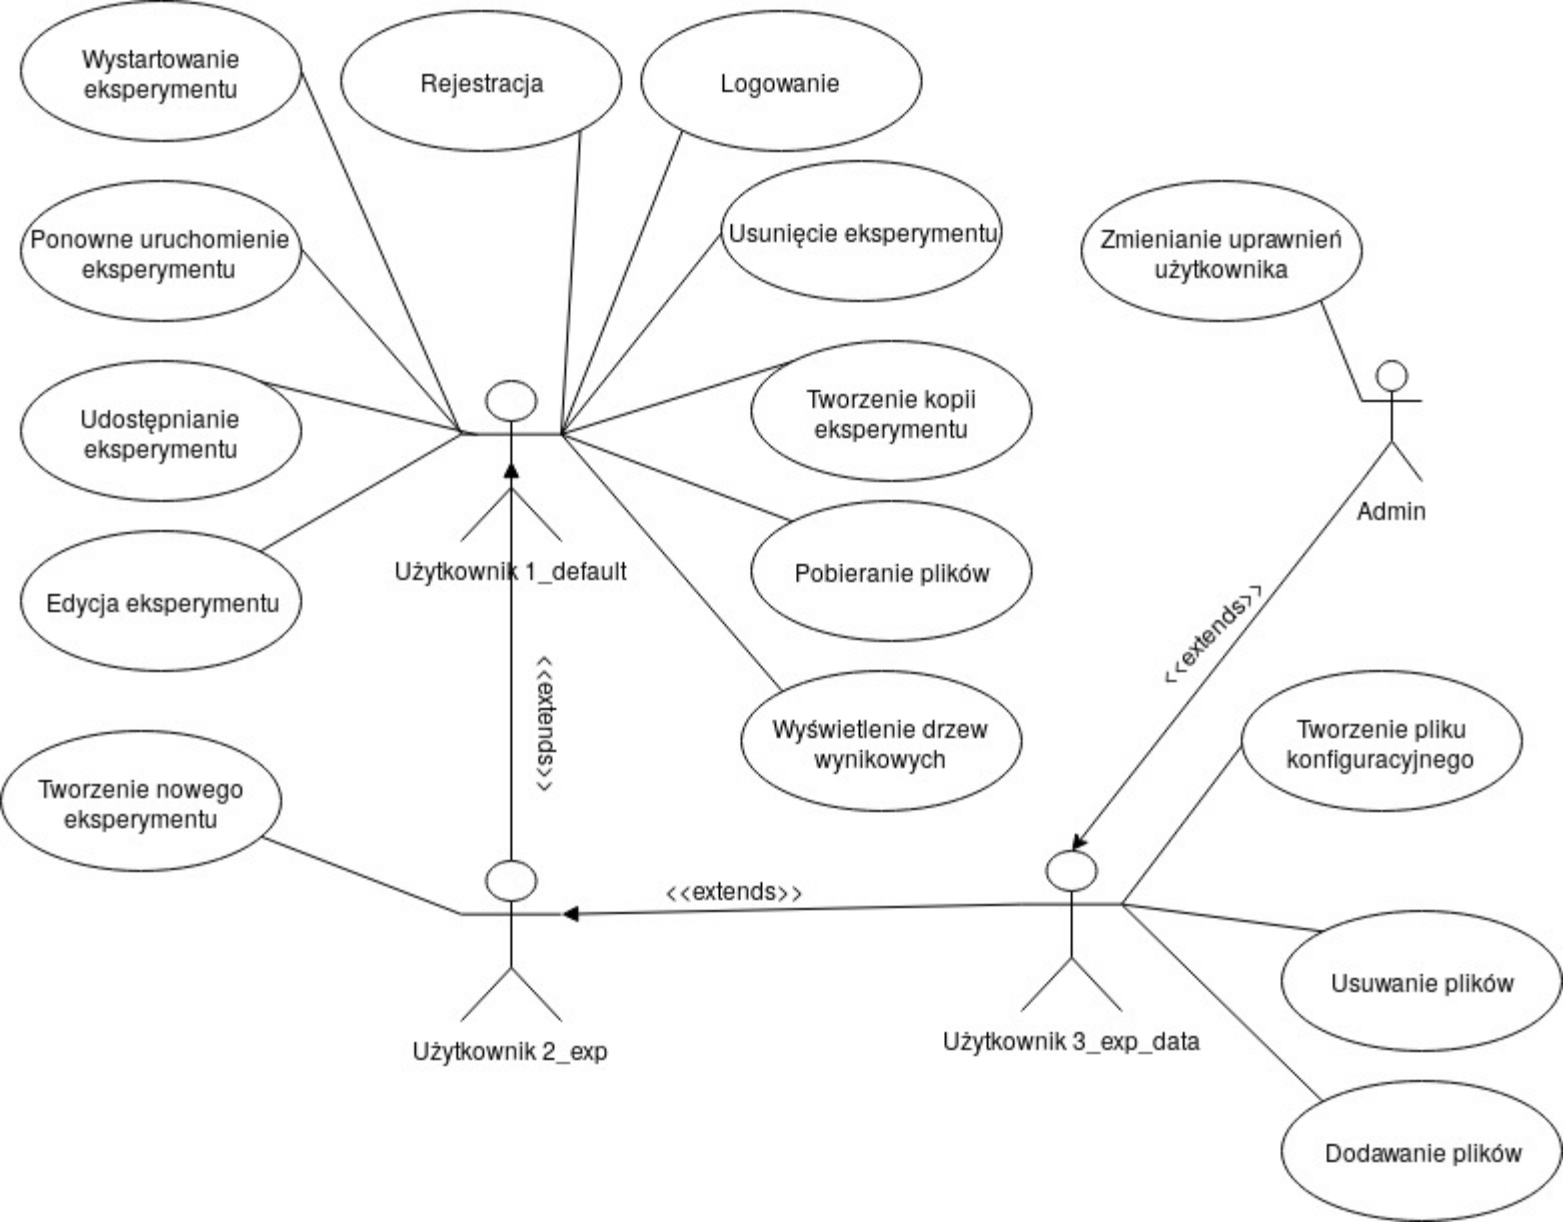 Wystartowanie
eksperymentu
Rejestracja
Logowanie
Ponowne uruchomienie
eksperymentu
Usunięcie eksperymentu
Zmienianie uprawnień
użytkownika
Udostępnianie
eksperymentu
Tworzenie kopii
eksperymentu
Admin
Użytkownik 1_default
Pobieranie plików
Edycja eksperymentu
<<extends>>
<<extends>>
Wyświetlenie drzew
wynikowych
Tworzenie pliku
konfiguracyjnego
Tworzenie nowego
eksperymentu
<<extends>>
Usuwanie plików
Użytkownik 2_exp
Użytkownik 3_exp_data
Dodawanie plików